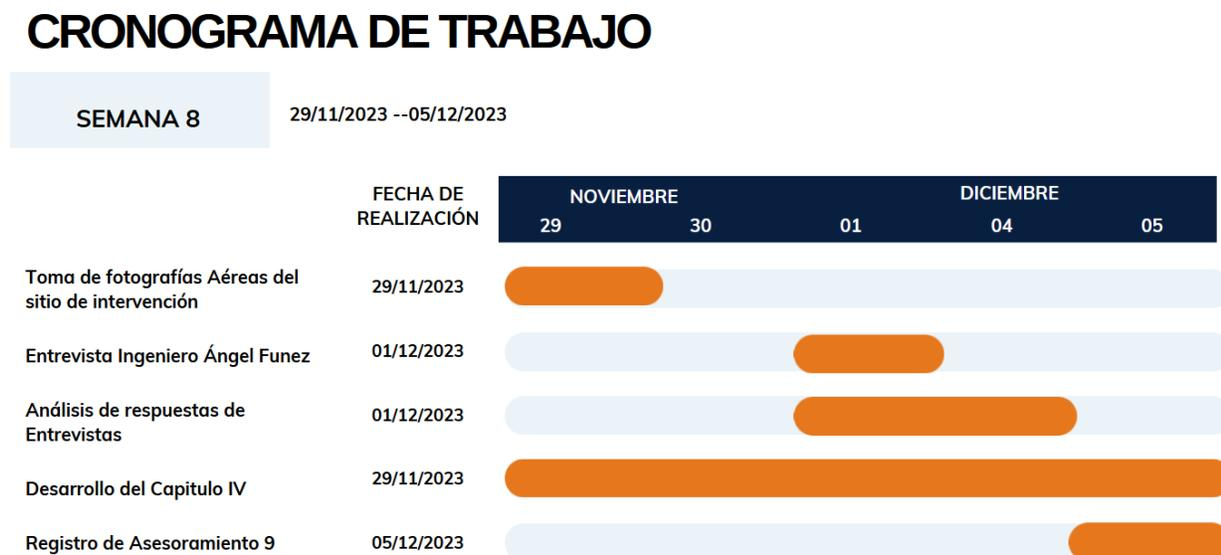 CRONOGRAMA DE TRABAJO
SEMANA 8
29/11/2023 --05/12/2023
FECHA DE
REALIZACIÓN
NOVIEMBRE
DICIEMBRE
29 30 01 04 05
Toma de fotografías Aéreas del
sitio de intervención
29/11/2023
Entrevista Ingeniero Ángel Funez
01/12/2023
Análisis de respuestas de
Entrevistas
01/12/2023
Desarrollo del Capitulo IV
29/11/2023
Registro de Asesoramiento 9
05/12/2023